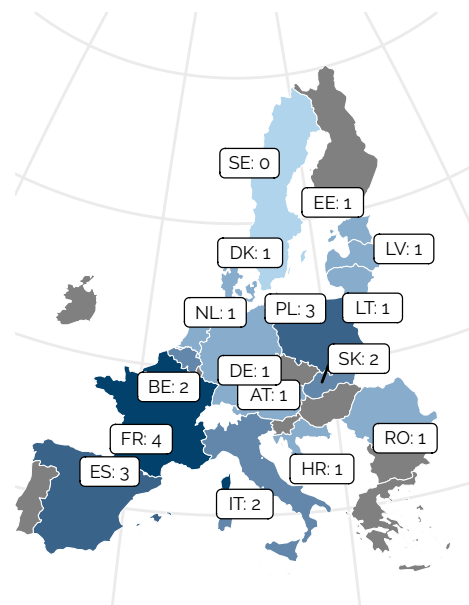 SE: 0
EE: 1
DK: 1
LV: 1
NL: 1
PL: 3
LT: 1
SK: 2
DE: 1
BE: 2
AT: 1
FR: 4
RO: 1
ES: 3
HR: 1
IT: 2